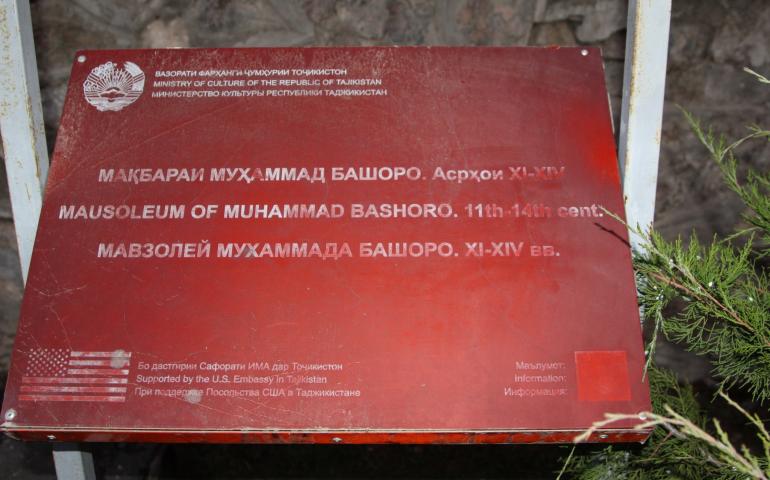 ВАЗОРАТИ ФАРҲАНГИ ҶУМҲУРИИ ТОҶИКИСТОН
MINISTRY OF CULTURE OF THE REPUBLIC OF TAJIKISTAN
МИНИСТЕРСТВО КУЛЬТУРЫ РЕСПУБЛИКИ ТАДЖИКИСТАН
МАҚБАРАИ МУҲАММАД БАШОРО. Асрҳои XI-XIV
MAUSOLEUM OF MUHAMMAD BASHORO. 11th-14th cent.
МАВЗОЛЕЙ МУХАММАДА БАШОРО. XI-XIV вв.
Бо дастгирии Сафорати ИМА дар Тоҷикистон
Supported by the U.S. Embassy in Tajikistan
При поддержке Посольства США в Таджикистане
Маълумот:
Information:
Информация: